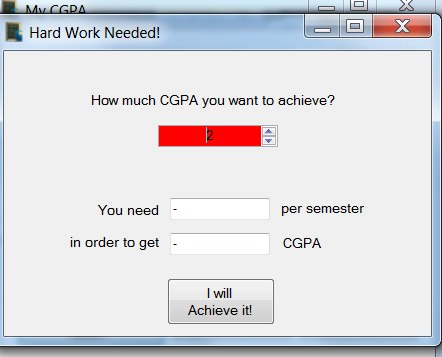 My CGPA
Hard Work Needed!
How much CGPA you want to achieve?
2
You need - per semester
in order to get - CGPA
I will
Achieve it!